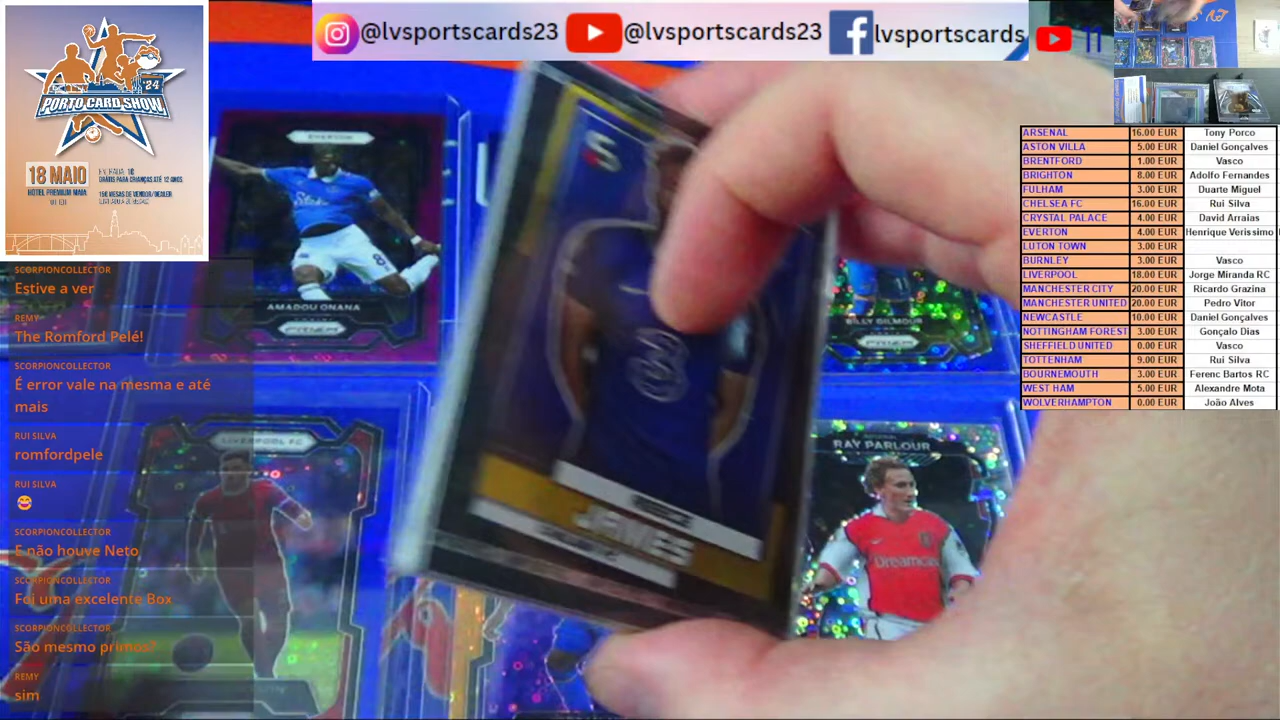 @lvsportscards23
@lvsportscards23
lvsportscards
11
'24
PORTO CARD SHOW
18 MAIO
HOTEL PREMIUM MAIA
SCORPIONCOLLECTOR
Estive a ver
REMY
The Romford Pelé!
SCORPIONCOLLECTOR
É error vale na mesma e até
mais
RUI SILVA
romfordpele
RUI SILVA
SCORPIONCOLLECTOR
E não houve Neto
SCORPIONCOLLECTOR
Foi uma excelente Box
SCORPIONCOLLECTOR
São mesmo primos?
REMY
sim
EVERTON
8
AMADOU ONANA
PRIZM
LIVERPOOL FC
JAMES
BILLY GILMOUR
PRIZM
RAY PARLOUR
Dreamcast
ARSENAL 16.00 EUR Tony Porco
ASTON VILLA 5.00 EUR Daniel Gonçalves
BRENTFORD 1.00 EUR Vasco
BRIGHTON 8.00 EUR Adolfo Fernandes
FULHAM 3.00 EUR Duarte Miguel
CHELSEA FC 16.00 EUR Rui Silva
CRYSTAL PALACE 4.00 EUR David Arraias
EVERTON 4.00 EUR Henrique Verissimo
LUTON TOWN 3.00 EUR
BURNLEY 3.00 EUR Vasco
LIVERPOOL 18.00 EUR Jorge Miranda RC
MANCHESTER CITY 20.00 EUR Ricardo Grazina
MANCHESTER UNITED 20.00 EUR Pedro Vitor
NEWCASTLE 10.00 EUR Daniel Gonçalves
NOTTINGHAM FOREST 3.00 EUR Gonçalo Dias
SHEFFIELD UNITED 0.00 EUR Vasco
TOTTENHAM 9.00 EUR Rui Silva
BOURNEMOUTH 3.00 EUR Ferenc Bartos RC
WEST HAM 5.00 EUR Alexandre Mota
WOLVERHAMPTON 0.00 EUR João Alves